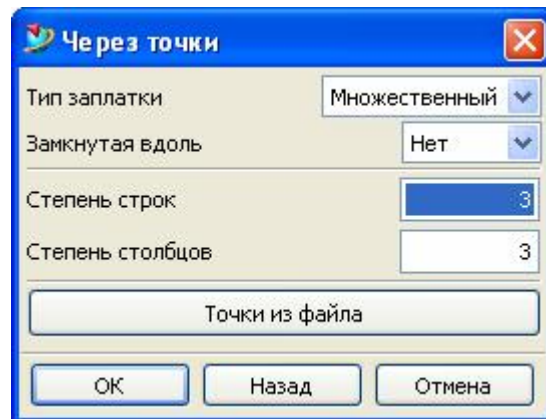 Через точки
Тип заплатки Множественный
Замкнутая вдоль Нет
Степень строк 3
Степень столбцов 3
Точки из файла
ОК Назад Отмена